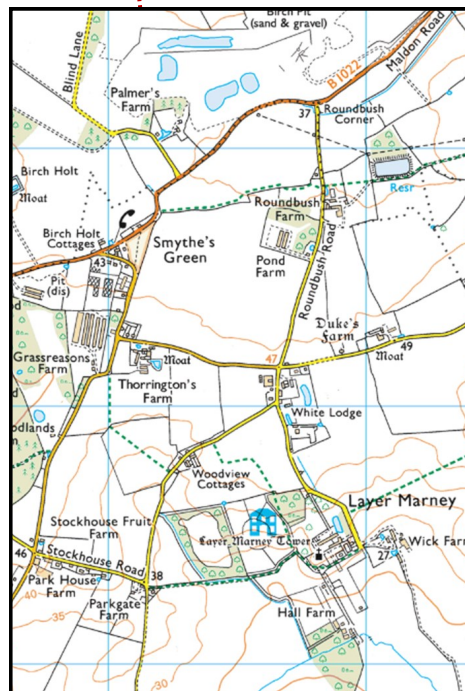 Birch Pit
(sand & gravel)
Maldon Road
B1022
Blind Lane
Palmer's
Farm
37
Roundbush
Corner
Birch Holt
Moat
Resr
Roundbush
Farm
Birch Holt
Cottages
43
Smythe's
Green
Pond
Farm
Roundbush Road
Pit
(dis)
Duke's
Farm
Grassreasons
Farm
Moat
47
Moat
49
Thorrington's
Farm
White Lodge
odlands
m
Woodview
Cottages
Layer Marney
Stockhouse Fruit
Farm
Layer Marney Tower
Wick Far
27
46
Stockhouse Road
38
Park House
Farm
40
35
Parkgate
Farm
Hall Farm
30